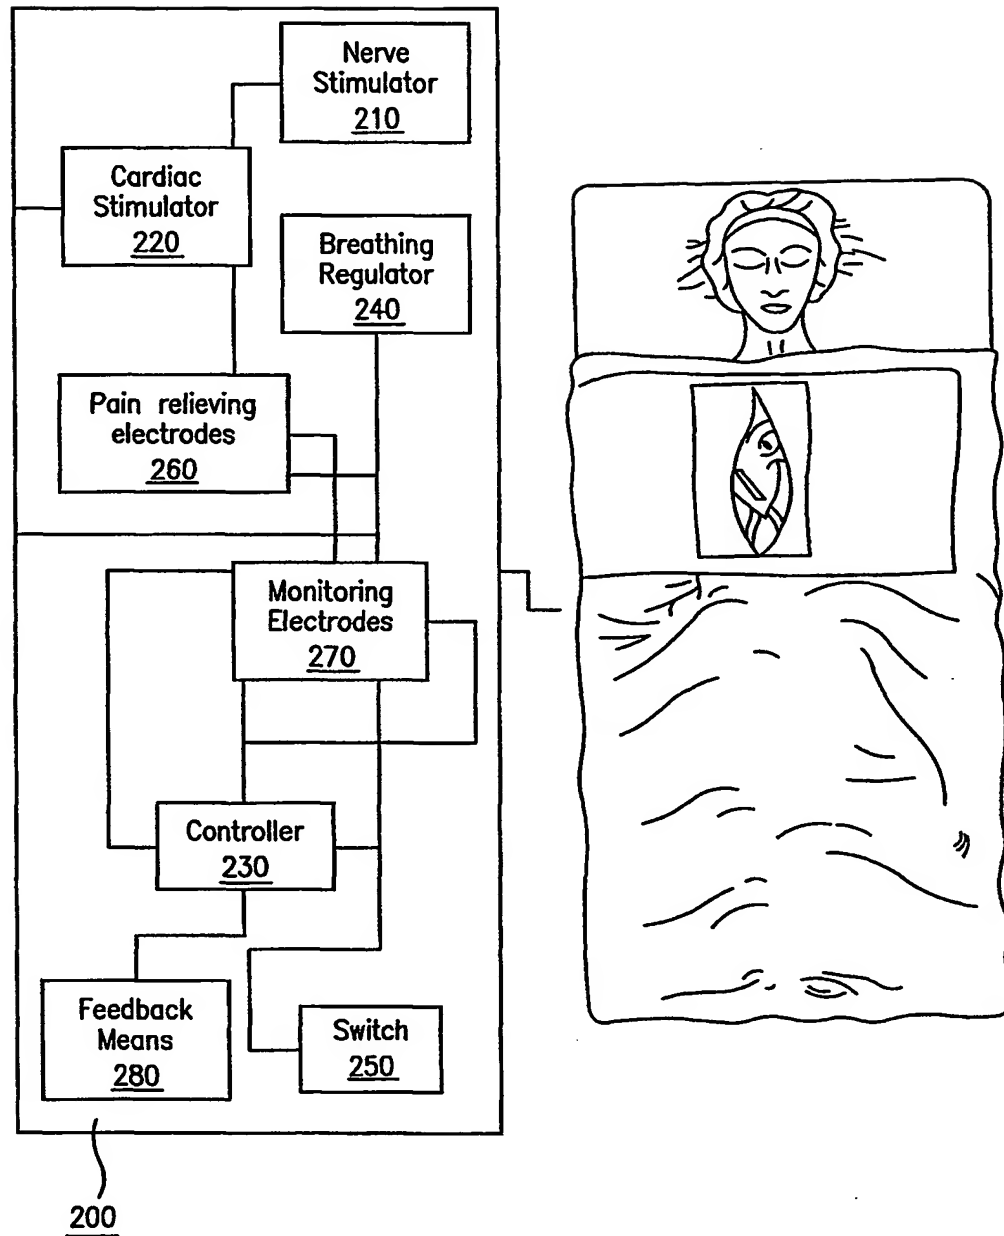 Nerve
Stimulator
210
Cardiac
Stimulator
220
Breathing
Regulator
240
Pain relieving
electrodes
260
Monitoring
Electrodes
270
Controller
230
Feedback
Means
280
Switch
250
200